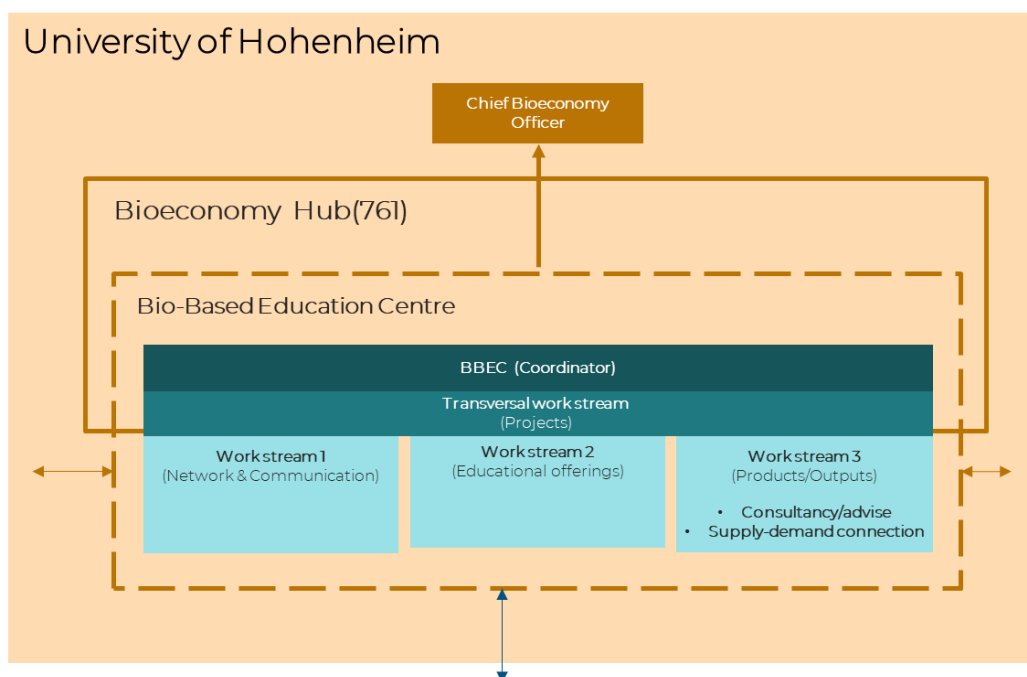 University of Hohenheim
Chief Bioeconomy
Officer
Bioeconomy Hub(761)
Bio-Based Education Centre
BBEC (Coordinator)
Transversal work stream
(Projects)
Work stream 1
(Network & Communication)
Work stream 2
(Educational offerings)
Work stream 3
(Products/Outputs)
• Consultancy/advise
• Supply-demand connection